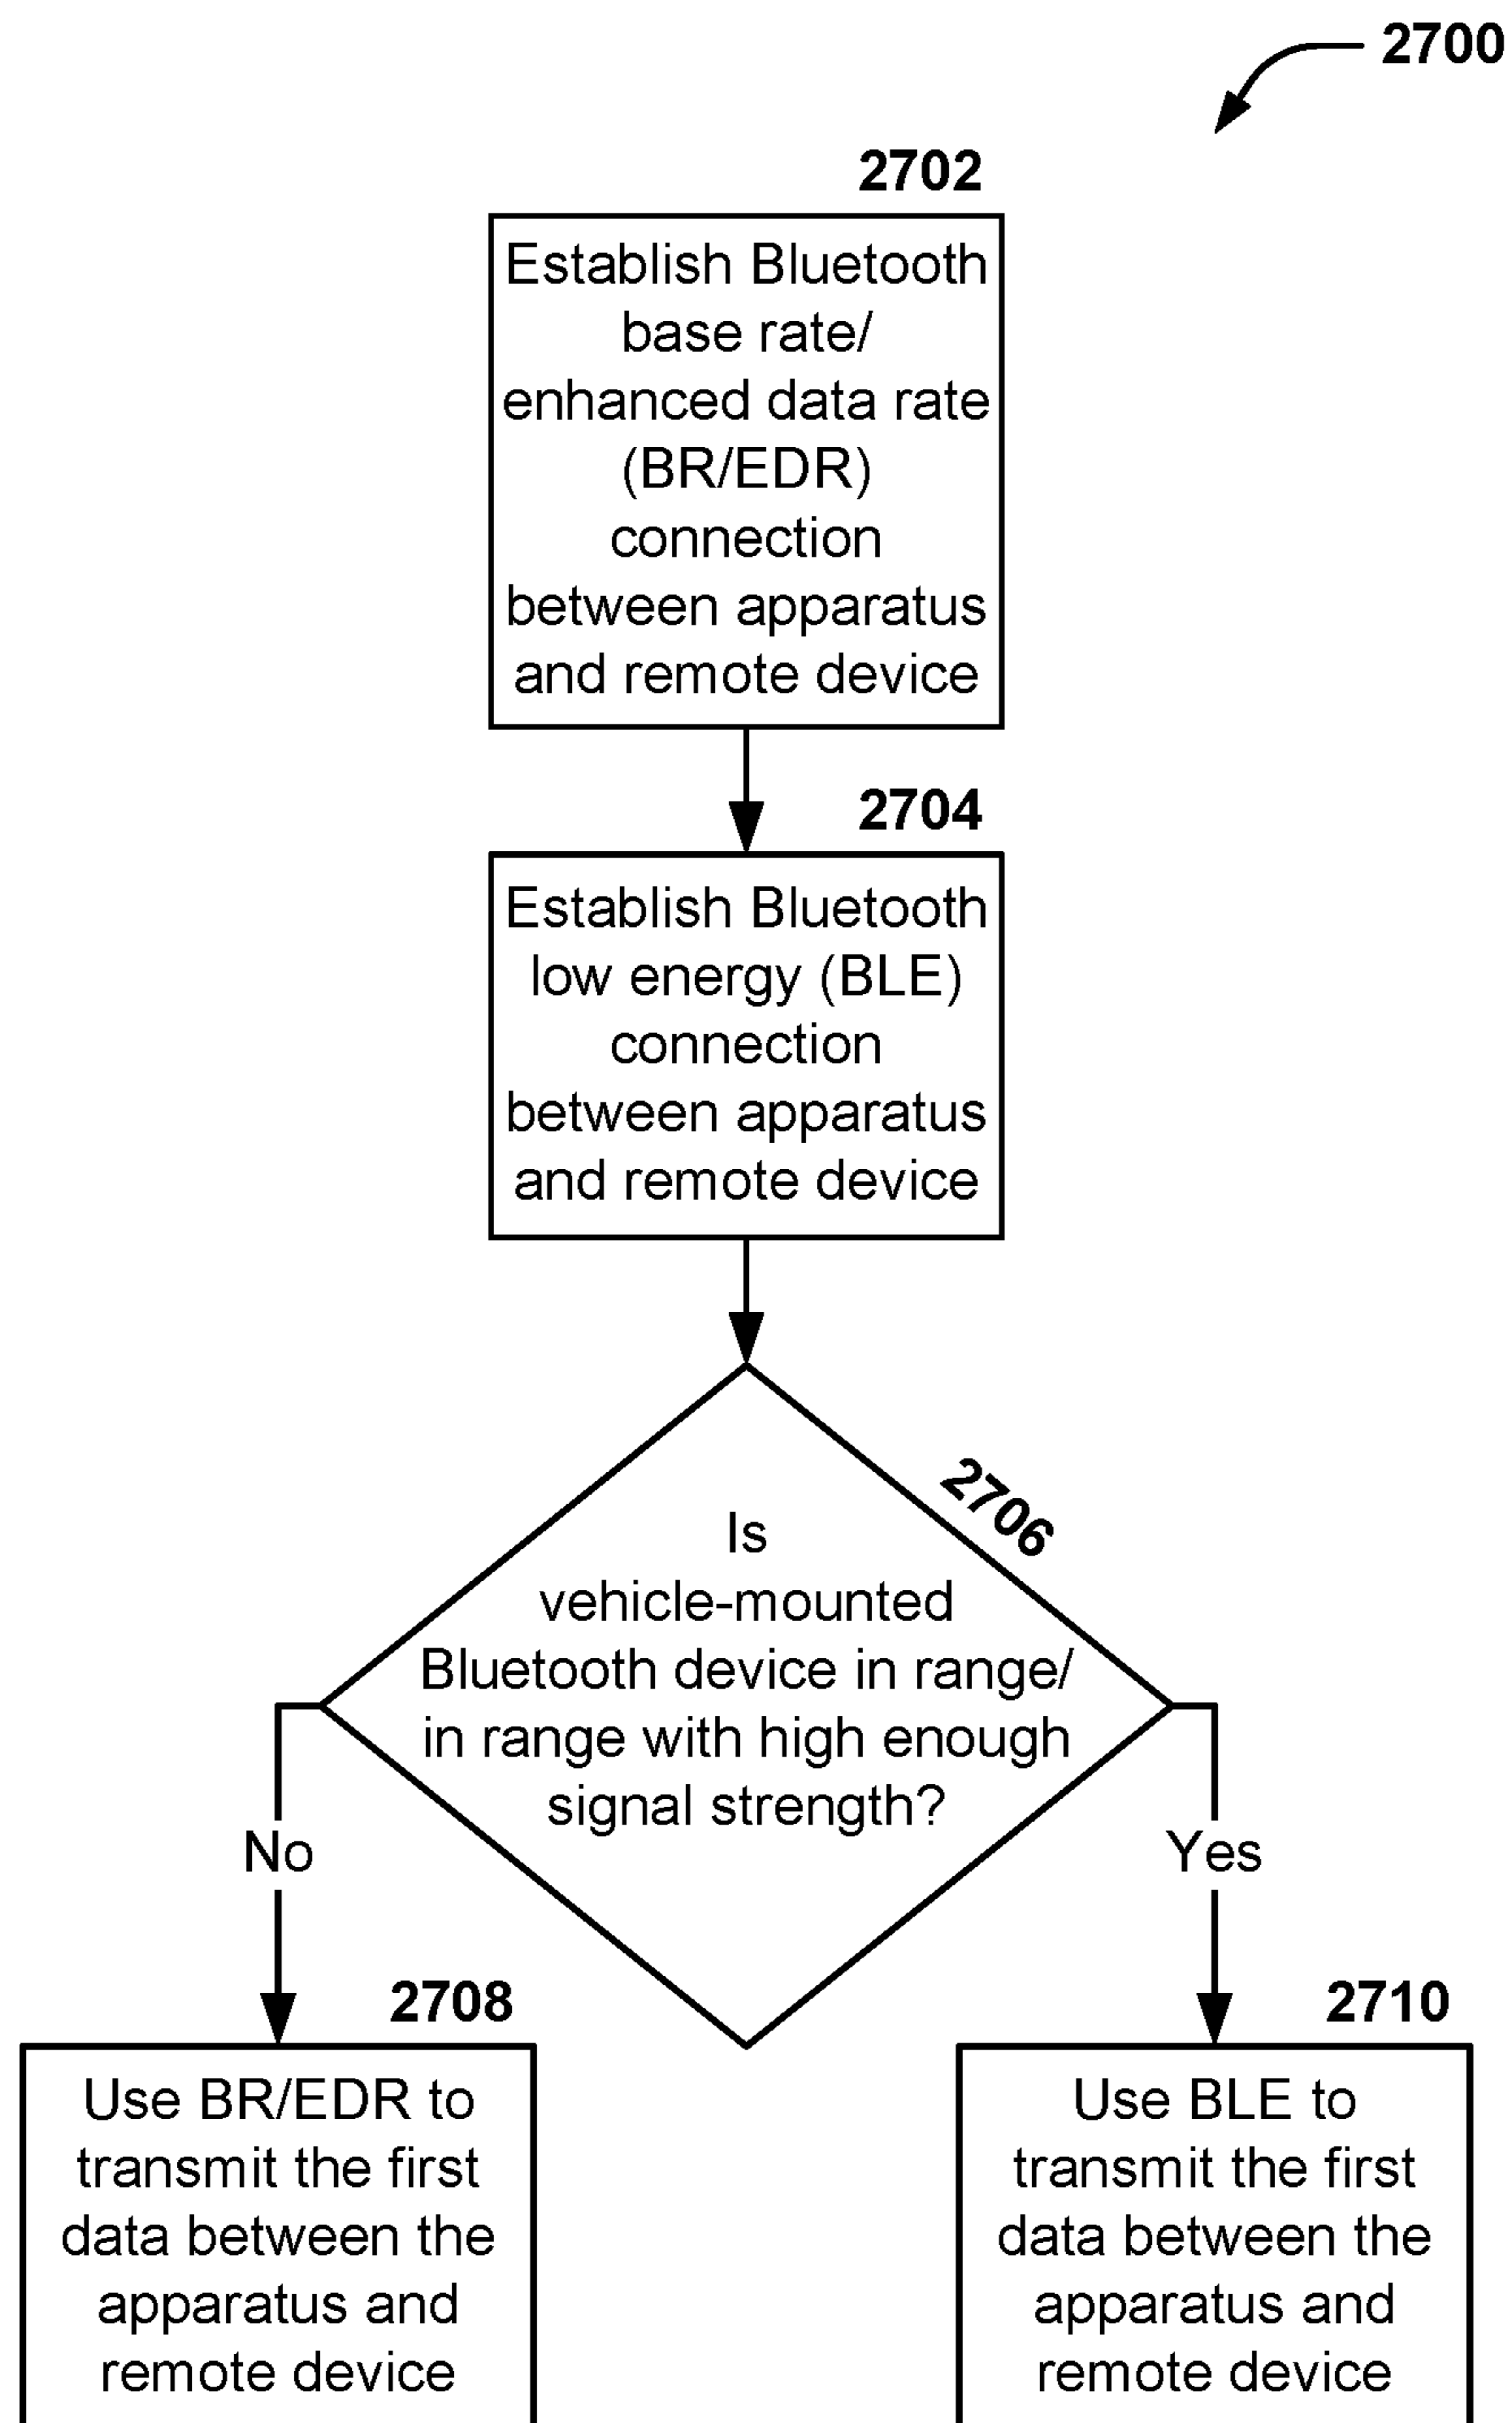 2700
2702
Establish Bluetooth
base rate/
enhanced data rate
(BR/EDR)
connection
between apparatus
and remote device
2704
Establish Bluetooth
low energy (BLE)
connection
between apparatus
and remote device
2706
Is
vehicle-mounted
Bluetooth device in range/
in range with high enough
signal strength?
No
Yes
2708
Use BR/EDR to
transmit the first
data between the
apparatus and
remote device
2710
Use BLE to
transmit the first
data between the
apparatus and
remote device